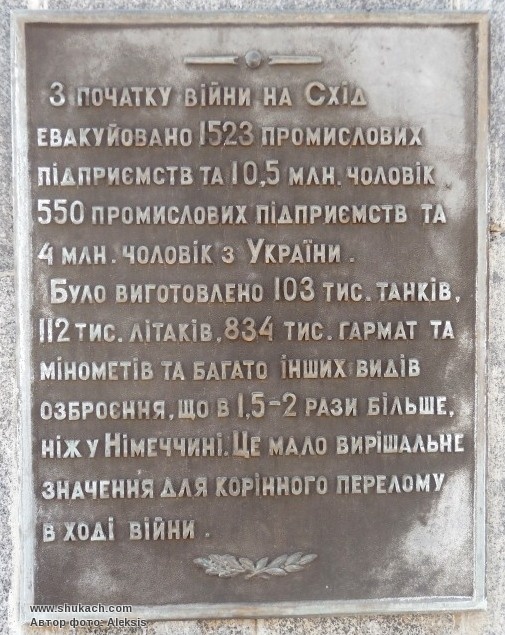 З початку війни на Схід
евакуйовано 1523 промислових
підприємств та 10,5 млн. чоловік
550 промислових підприємств та
4 млн. чоловік з України .
Було виготовлено 103 тис. танків,
112 тис. літаків, 834 тис. гармат та
мінометів та багато інших видів
озброєння, що в 1,5–2 рази більше,
ніж у Німеччині. Це мало вирішальне
значення для корінного перелому
в ході війни .
www.shukach.com
Автор фото: Aleksis